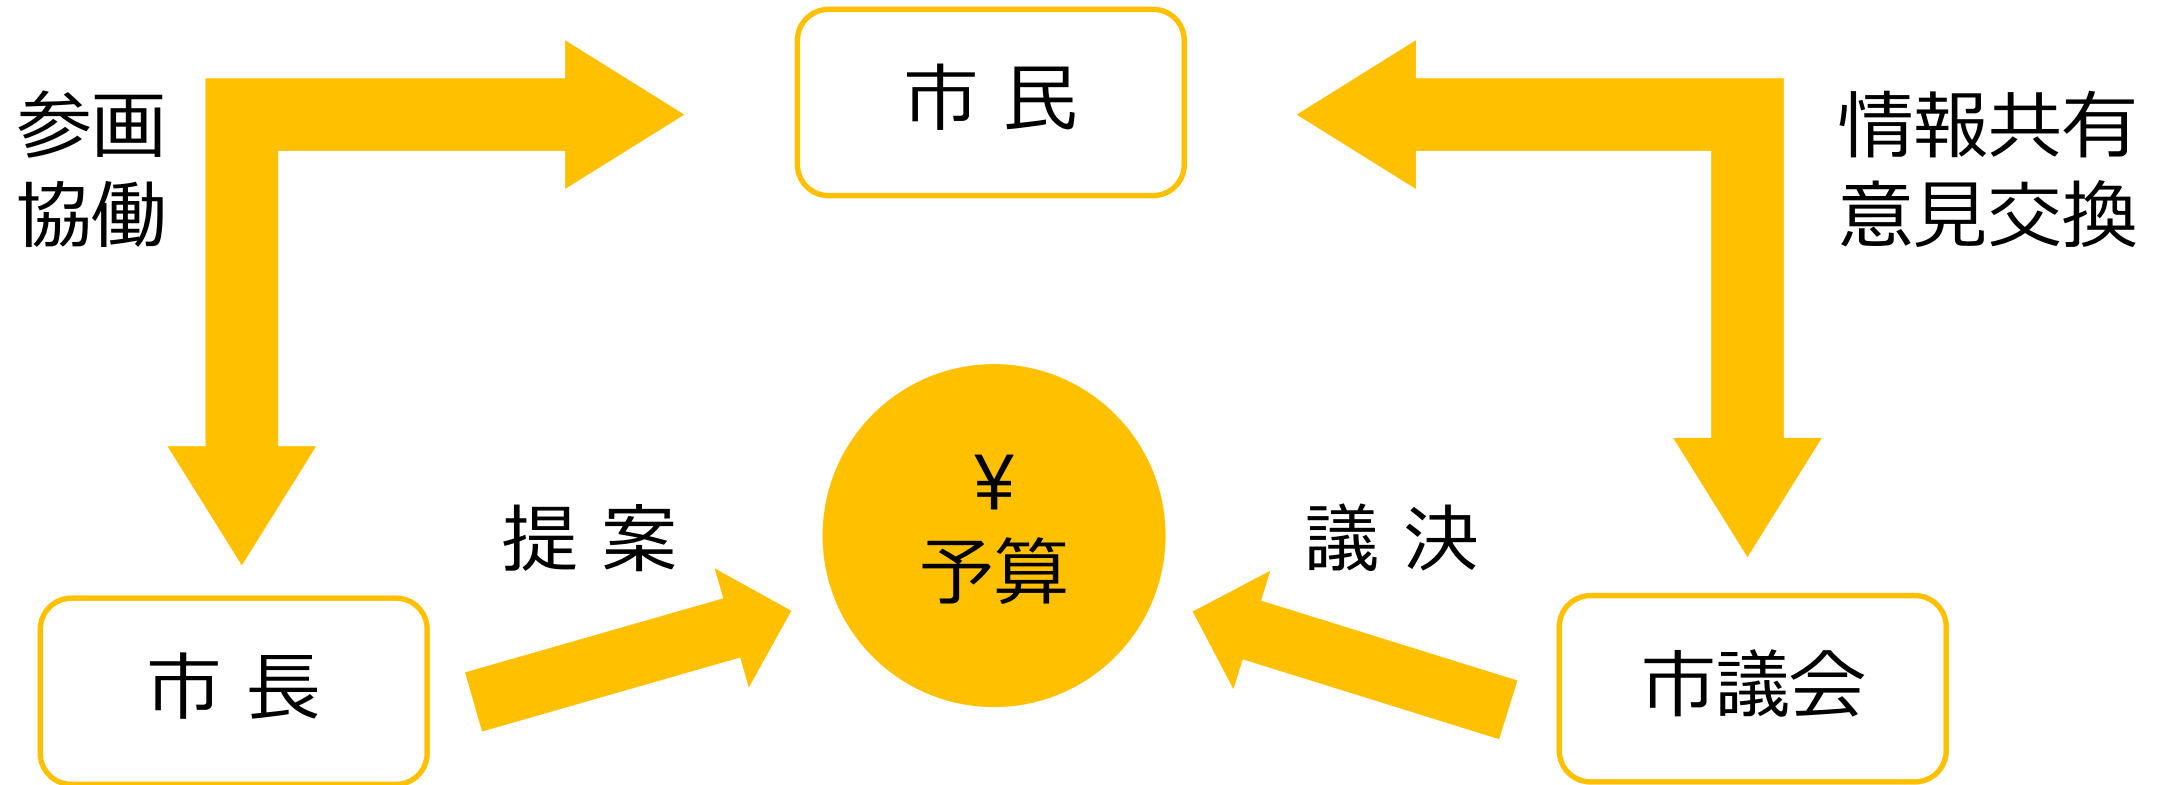 市 民
参画
協働
情報共有
意見交換
¥
予算
提 案
議 決
市 長
市議会